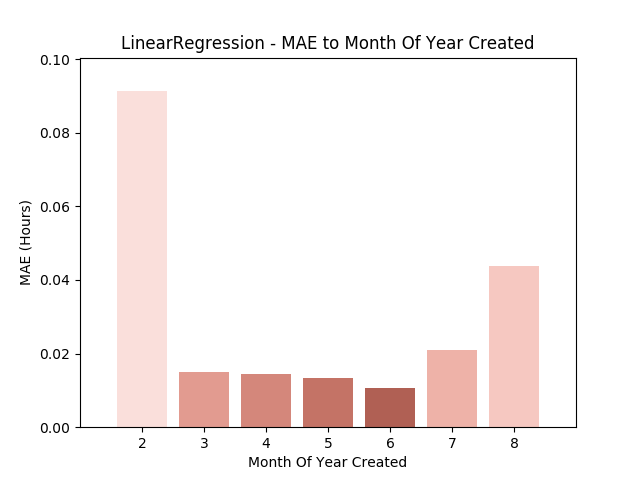 LinearRegression - MAE to Month Of Year Created
0.10
0.08
0.06
0.04
0.02
0.00
MAE (Hours)
2 3 4 5 6 7 8
Month Of Year Created